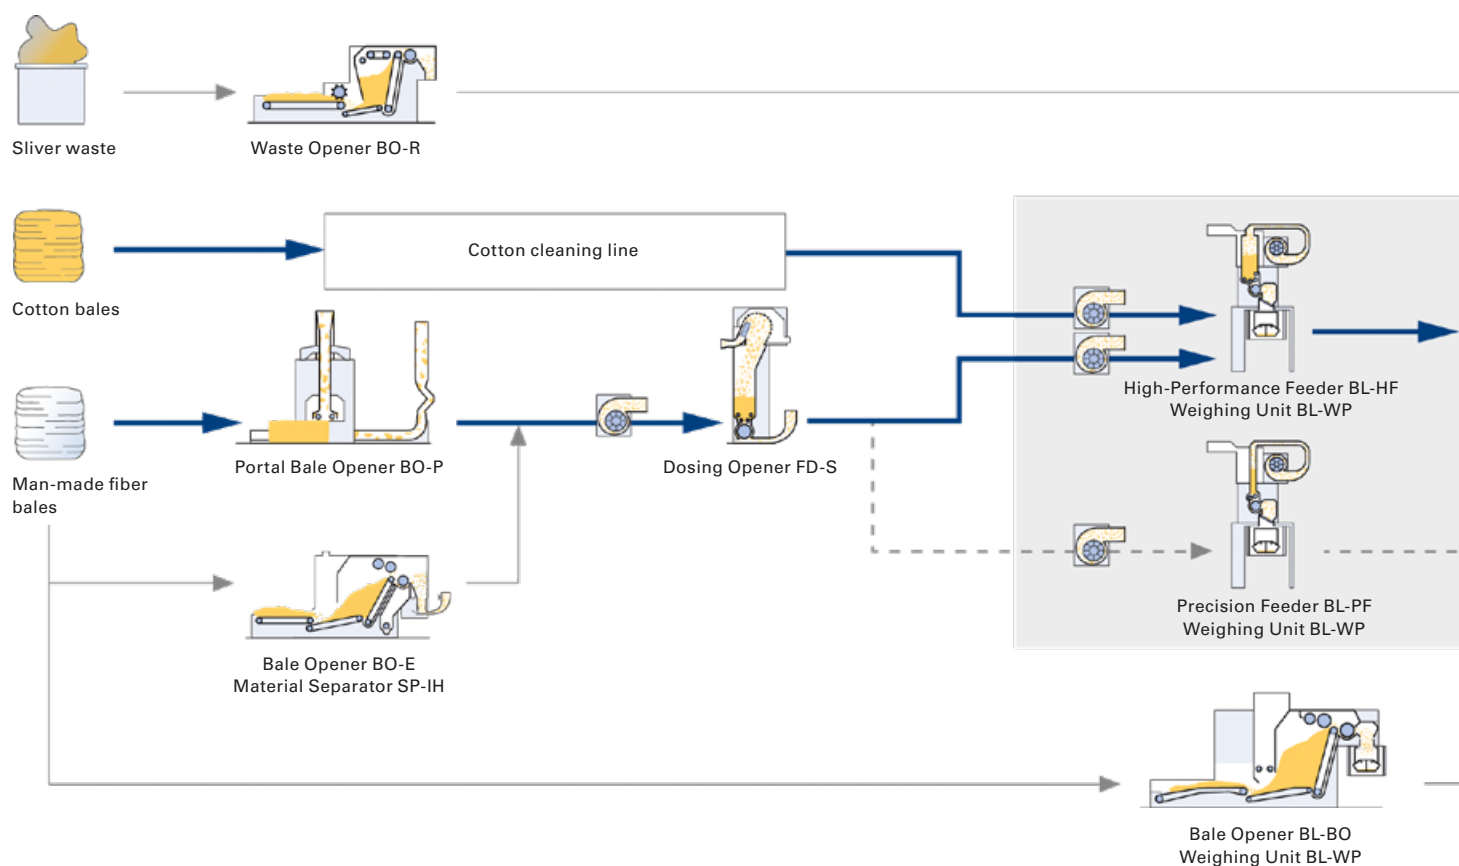 Sliver waste
Waste Opener BO-R
Cotton bales
Cotton cleaning line
High-Performance Feeder BL-HF
Weighing Unit BL-WP
Man-made fiber
bales
Portal Bale Opener BO-P
Dosing Opener FD-S
Precision Feeder BL-PF
Weighing Unit BL-WP
Bale Opener BO-E
Material Separator SP-IH
Bale Opener BL-BO
Weighing Unit BL-WP